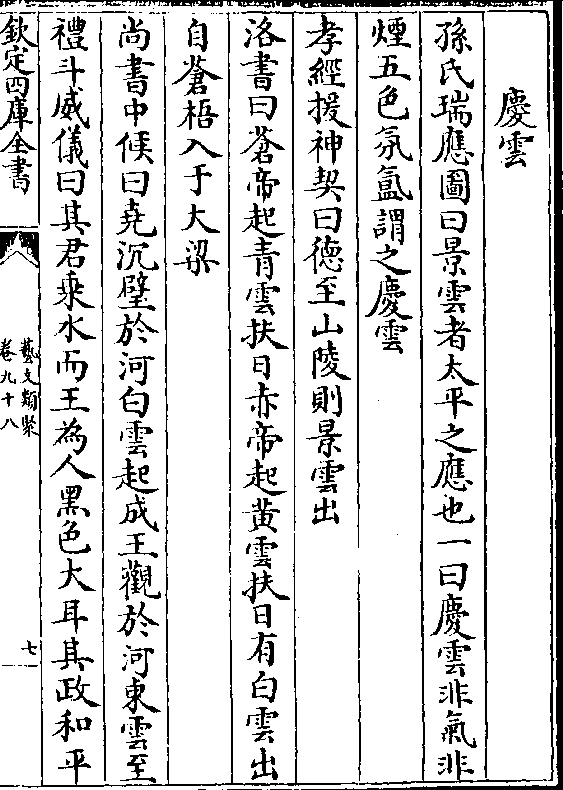 慶雲
孫氏瑞應圖曰景雲者太平之應也一曰慶雲非氣非
煙五色氛氳謂之慶雲
孝經援神契曰德至山陵則景雲出
洛書曰蒼帝起青雲扶日赤帝起黄雲扶日有白雲出
自蒼梧入于大梁
尚書中候曰堯沉璧於河白雲起成王觀於河東雲至
禮斗威儀曰其君乘水而王為人黑色大耳其政和平
欽定四庫全書
藝文類聚
卷九十八
七